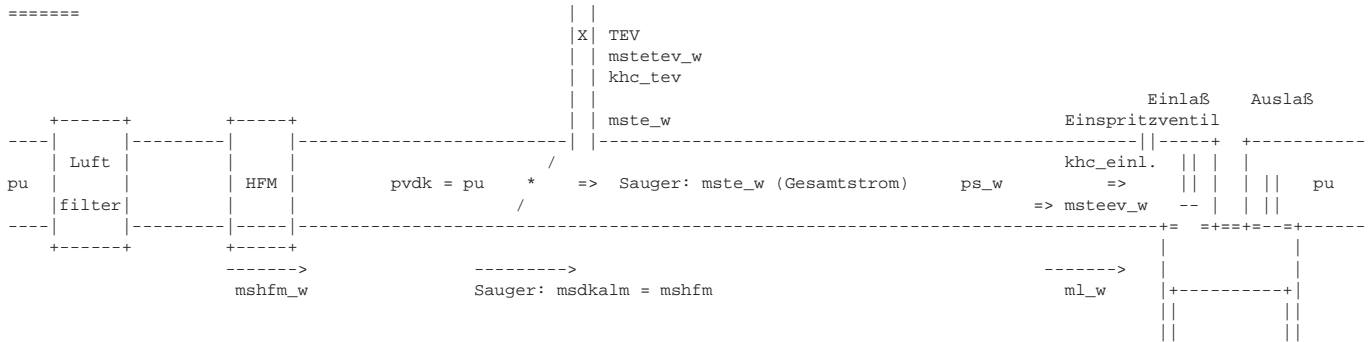 X TEV
mstetev_w
khc_tev
Einlaß Auslaß
mste_w Einspritzventil
Luft khc_einl.
pu HFM pvdk = pu * => Sauger: mste_w (Gesamtstrom) ps_w => pu
filter => msteev_w
-------> ---------> ------->
mshfm_w Sauger: msdkalm = mshfm ml_w